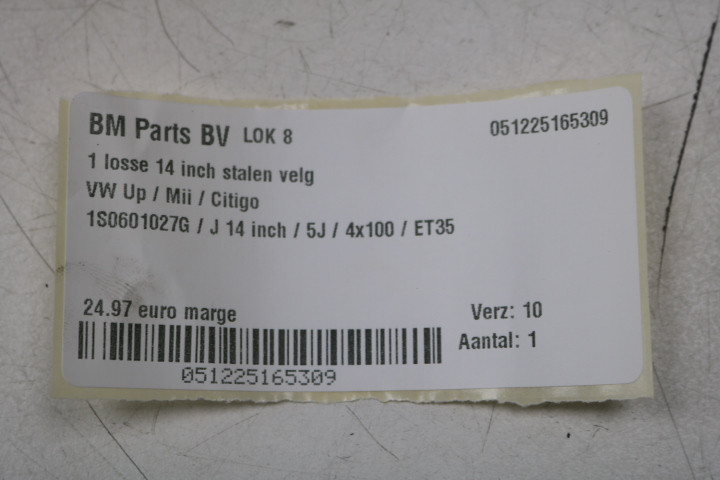 BM Parts BV LOK 8 051225165309
1 losse 14 inch stalen velg
VW Up / Mii / Citigo
1S0601027G / J 14 inch / 5J / 4x100 / ET35
24.97 euro marge Verz: 10
Aantal: 1
051225165309